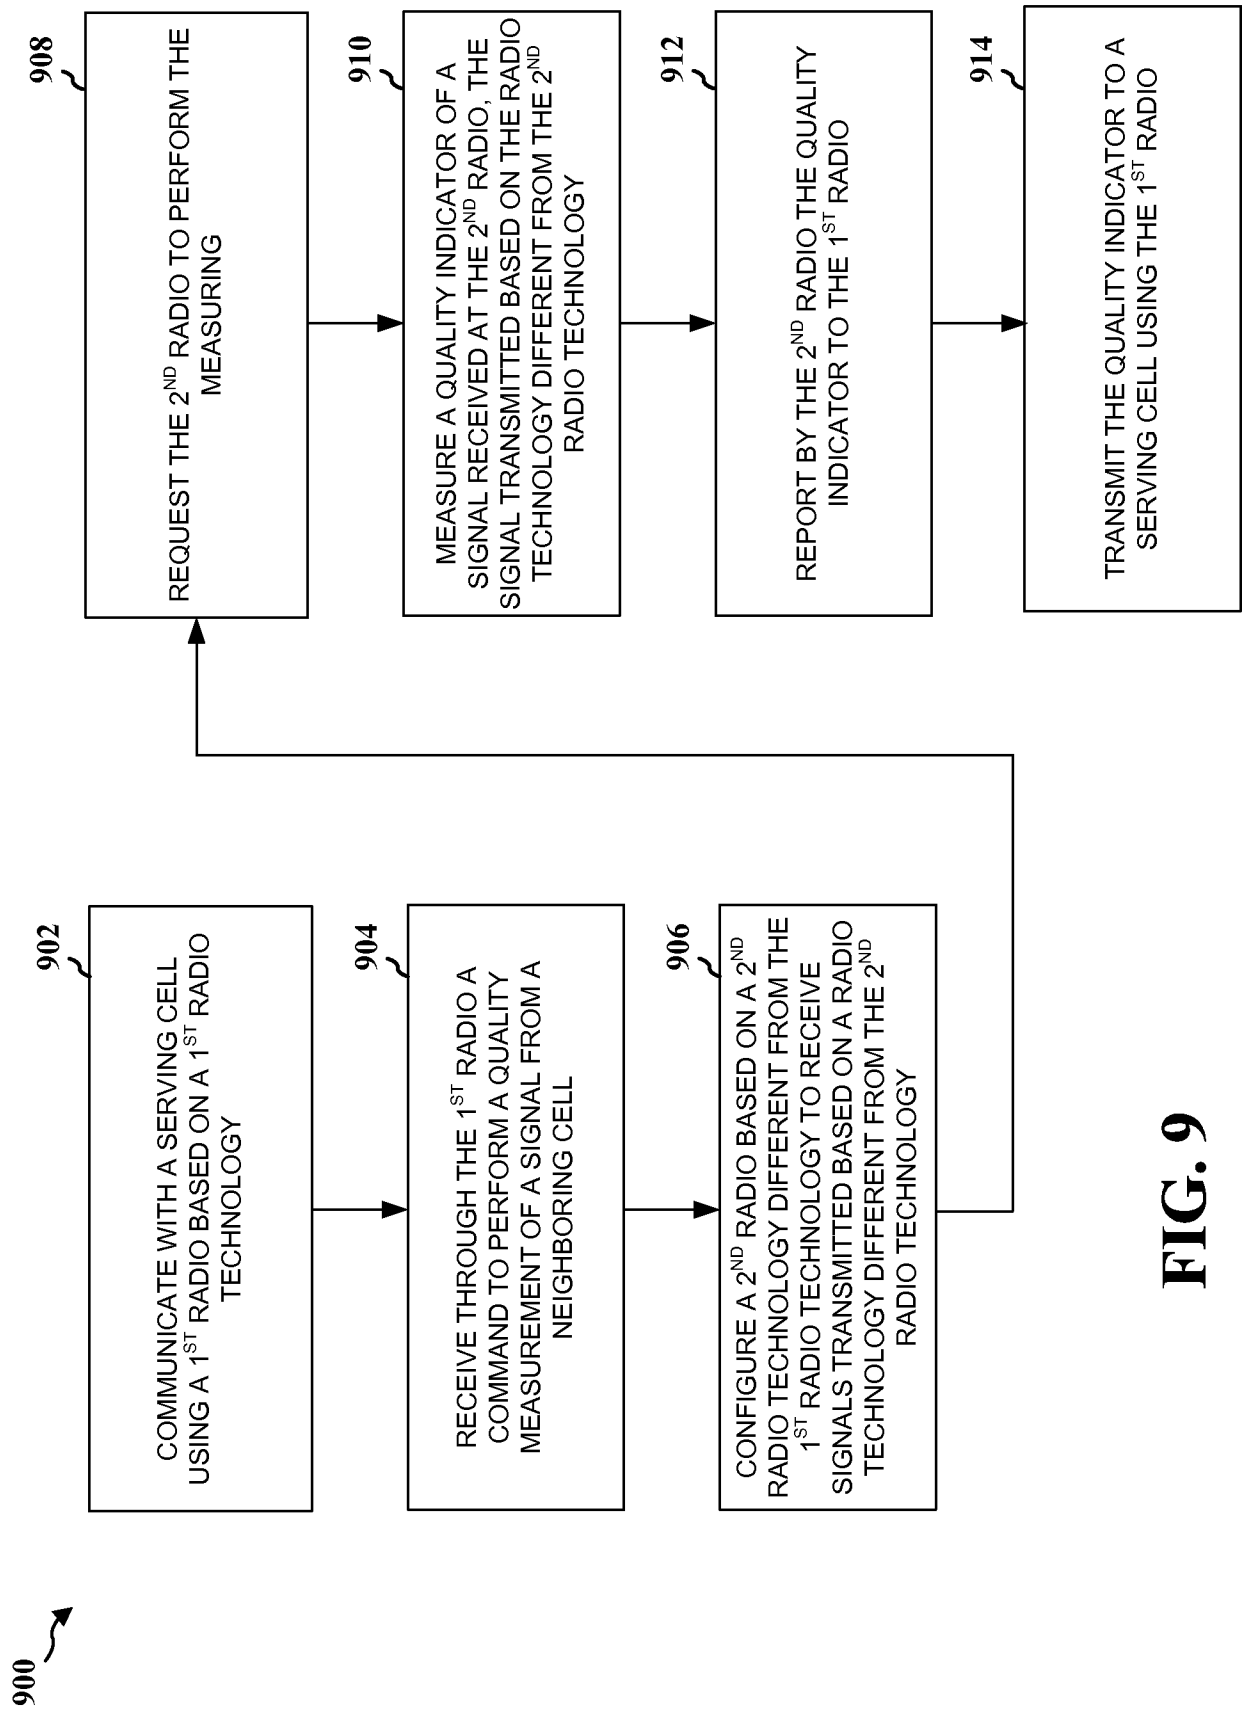 900
902
COMMUNICATE WITH A SERVING CELL
USING A 1ST RADIO BASED ON A 1ST RADIO
TECHNOLOGY
904
RECEIVE THROUGH THE 1ST RADIO A
COMMAND TO PERFORM A QUALITY
MEASUREMENT OF A SIGNAL FROM A
NEIGHBORING CELL
906
CONFIGURE A 2ND RADIO BASED ON A 2ND
RADIO TECHNOLOGY DIFFERENT FROM THE
1ST RADIO TECHNOLOGY TO RECEIVE
SIGNALS TRANSMITTED BASED ON A RADIO
TECHNOLOGY DIFFERENT FROM THE 2ND
RADIO TECHNOLOGY
908
REQUEST THE 2ND RADIO TO PERFORM THE
MEASURING
910
MEASURE A QUALITY INDICATOR OF A
SIGNAL RECEIVED AT THE 2ND RADIO, THE
SIGNAL TRANSMITTED BASED ON THE RADIO
TECHNOLOGY DIFFERENT FROM THE 2ND
RADIO TECHNOLOGY
912
REPORT BY THE 2ND RADIO THE QUALITY
INDICATOR TO THE 1ST RADIO
914
TRANSMIT THE QUALITY INDICATOR TO A
SERVING CELL USING THE 1ST RADIO
FIG. 9